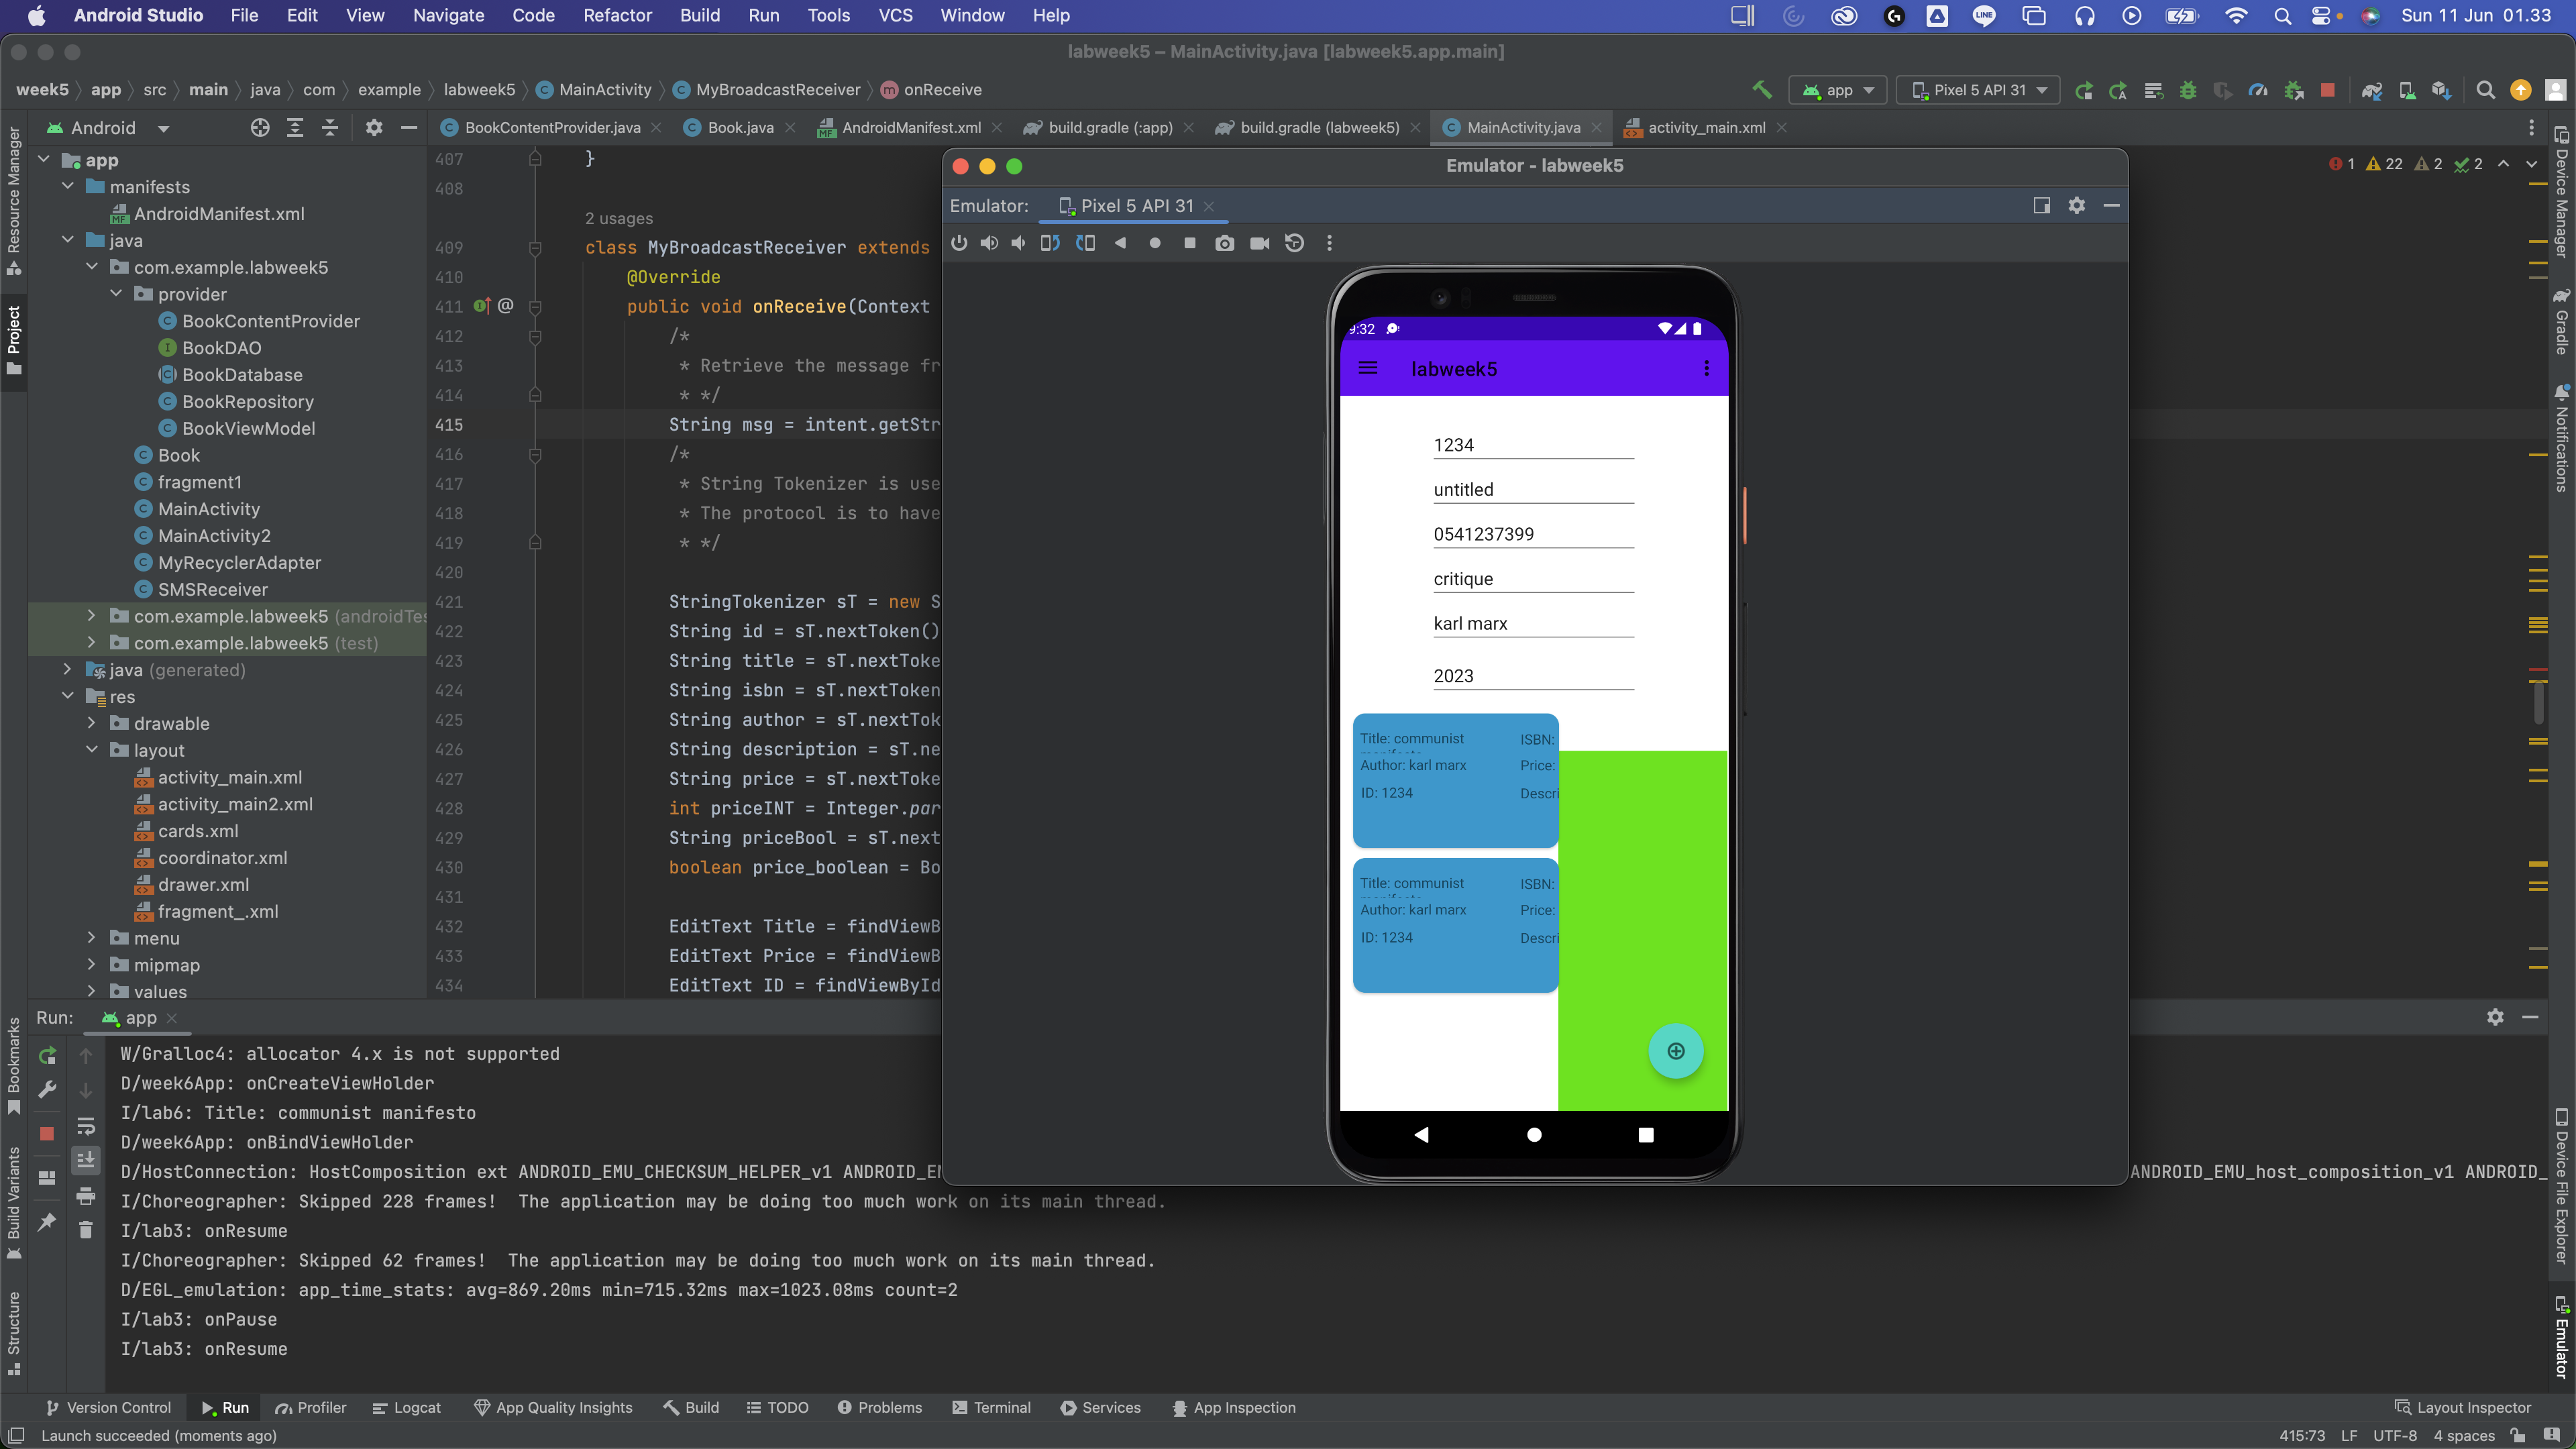 Android Studio File Edit View Navigate Code Refactor Build Run Tools VCS Window Help
LINE
Sun 11 Jun 01.33
labweek5 – MainActivity.java [labweek5.app.main]
week5 app src main java com example labweek5 MainActivity MyBroadcastReceiver onReceive
app Pixel 5 API 31
Android
BookContentProvider.java Book.java AndroidManifest.xml build.gradle (:app) build.gradle (labweek5) MainActivity.java activity_main.xml
Resource Manager
Project
Bookmarks
Build Variants
Structure
app
manifests
AndroidManifest.xml
java
com.example.labweek5
provider
BookContentProvider
BookDAO
BookDatabase
BookRepository
BookViewModel
Book
fragment1
MainActivity
MainActivity2
MyRecyclerAdapter
SMSReceiver
com.example.labweek5 (androidTes
com.example.labweek5 (test)
java (generated)
res
drawable
layout
activity_main.xml
activity_main2.xml
cards.xml
coordinator.xml
drawer.xml
fragment_.xml
menu
mipmap
values
407 }
408
2 usages
409 class MyBroadcastReceiver extends
410 @Override
411 public void onReceive(Context
412 /*
413 * Retrieve the message fr
414 * */
415 String msg = intent.getStr
416 /*
417 * String Tokenizer is use
418 * The protocol is to have
419 * */
420
421 StringTokenizer sT = new S
422 String id = sT.nextToken()
423 String title = sT.nextToke
424 String isbn = sT.nextToken
425 String author = sT.nextTok
426 String description = sT.ne
427 String price = sT.nextToke
428 int priceINT = Integer.par
429 String priceBool = sT.next
430 boolean price_boolean = Bo
431
432 EditText Title = findViewB
433 EditText Price = findViewB
434 EditText ID = findViewById
1 22 2 2
Emulator - labweek5
Emulator: Pixel 5 API 31
9:32
labweek5
1234
untitled
0541237399
critique
karl marx
2023
Title: communist
ISBN:
Author: karl marx
Price:
ID: 1234
Descri
Title: communist
ISBN:
Author: karl marx
Price:
ID: 1234
Descri
Device Manager
Gradle
Notifications
Device File Explorer
Emulator
Run: app
W/Gralloc4: allocator 4.x is not supported
D/week6App: onCreateViewHolder
I/lab6: Title: communist manifesto
D/week6App: onBindViewHolder
D/HostConnection: HostComposition ext ANDROID_EMU_CHECKSUM_HELPER_v1 ANDROID_EM ANDROID_EMU_host_composition_v1 ANDROID_
I/Choreographer: Skipped 228 frames! The application may be doing too much work on its main thread.
I/lab3: onResume
I/Choreographer: Skipped 62 frames! The application may be doing too much work on its main thread.
D/EGL_emulation: app_time_stats: avg=869.20ms min=715.32ms max=1023.08ms count=2
I/lab3: onPause
I/lab3: onResume
Version Control Run Profiler Logcat App Quality Insights Build TODO Problems Terminal Services App Inspection Layout Inspector
Launch succeeded (moments ago) 415:73 LF UTF-8 4 spaces